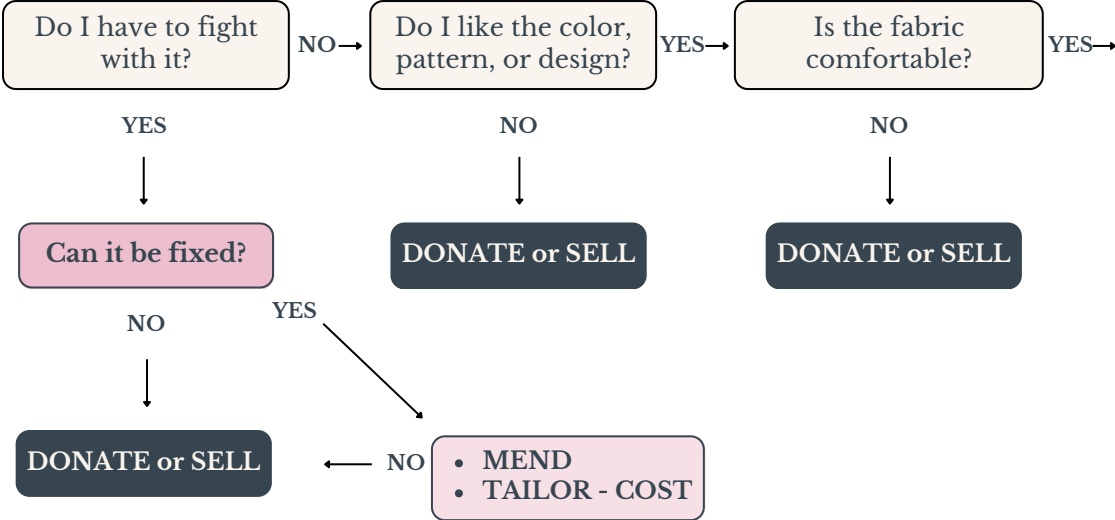 Do I have to fight
with it?
NO
Do I like the color,
pattern, or design?
YES
Is the fabric
comfortable?
YES
YES
NO
NO
Can it be fixed?
DONATE or SELL
DONATE or SELL
NO
YES
DONATE or SELL
NO
• MEND
• TAILOR - COST